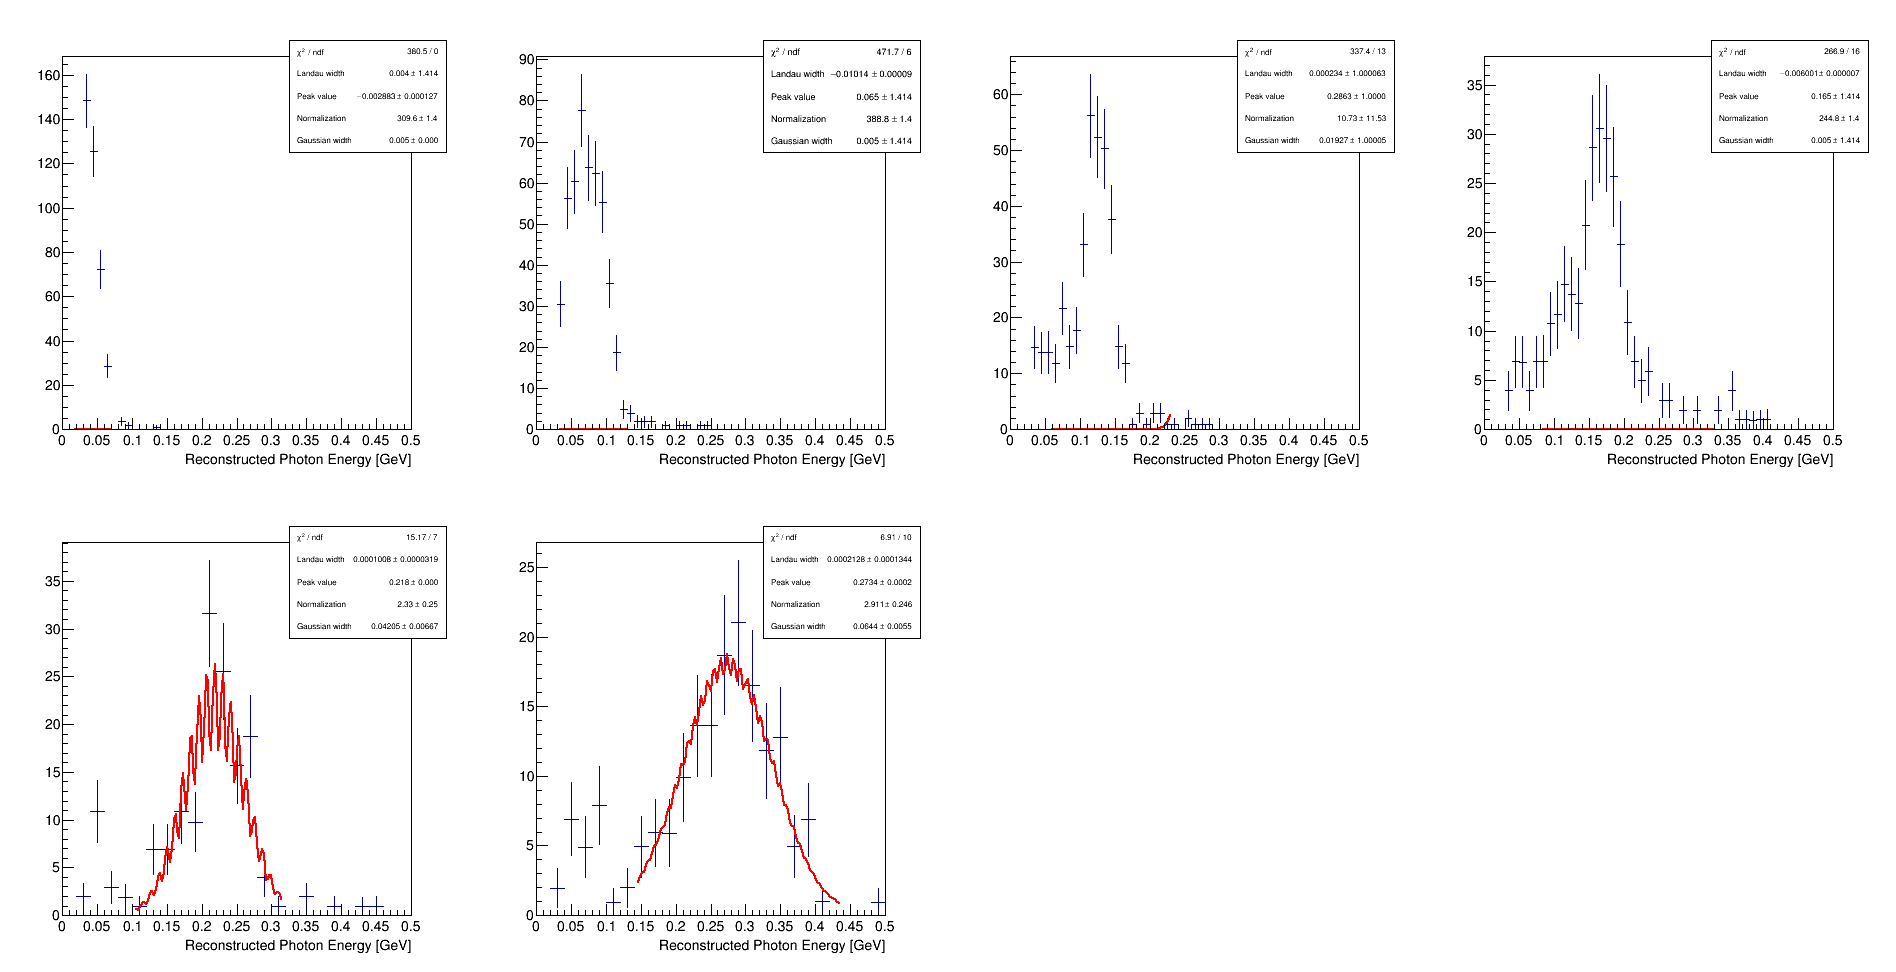 χ² / ndf 380.5 / 0
Landau width 0.004 ± 1.414
Peak value −0.002883 ± 0.000127
Normalization 309.6 ± 1.4
Gaussian width 0.005 ± 0.000
160
140
120
100
80
60
40
20
0
0 0.05 0.1 0.15 0.2 0.25 0.3 0.35 0.4 0.45 0.5
Reconstructed Photon Energy [GeV]
χ² / ndf 471.7 / 6
Landau width −0.01014 ± 0.00009
Peak value 0.065 ± 1.414
Normalization 388.8 ± 1.4
Gaussian width 0.005 ± 1.414
90
80
70
60
50
40
30
20
10
0
0 0.05 0.1 0.15 0.2 0.25 0.3 0.35 0.4 0.45 0.5
Reconstructed Photon Energy [GeV]
χ² / ndf 337.4 / 13
Landau width 0.000234 ± 1.000063
Peak value 0.2863 ± 1.0000
Normalization 10.73 ± 11.53
Gaussian width 0.01927 ± 1.00005
60
50
40
30
20
10
0
0 0.05 0.1 0.15 0.2 0.25 0.3 0.35 0.4 0.45 0.5
Reconstructed Photon Energy [GeV]
χ² / ndf 266.9 / 16
Landau width −0.006001 ± 0.000007
Peak value 0.165 ± 1.414
Normalization 244.8 ± 1.4
Gaussian width 0.005 ± 1.414
35
30
25
20
15
10
5
0
0 0.05 0.1 0.15 0.2 0.25 0.3 0.35 0.4 0.45 0.5
Reconstructed Photon Energy [GeV]
χ² / ndf 15.17 / 7
Landau width 0.0001008 ± 0.0000319
Peak value 0.218 ± 0.000
Normalization 2.33 ± 0.25
Gaussian width 0.04205 ± 0.00667
35
30
25
20
15
10
5
0
0 0.05 0.1 0.15 0.2 0.25 0.3 0.35 0.4 0.45 0.5
Reconstructed Photon Energy [GeV]
χ² / ndf 6.91 / 10
Landau width 0.0002128 ± 0.0001344
Peak value 0.2734 ± 0.0002
Normalization 2.911 ± 0.246
Gaussian width 0.0644 ± 0.0055
25
20
15
10
5
0
0 0.05 0.1 0.15 0.2 0.25 0.3 0.35 0.4 0.45 0.5
Reconstructed Photon Energy [GeV]